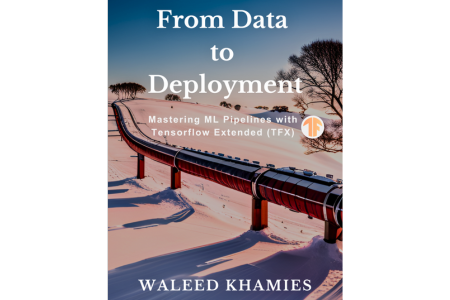 From Data
to
Deployment
Mastering ML Pipelines with
Tensorflow Extended (TFX)
WALEED KHAMIES